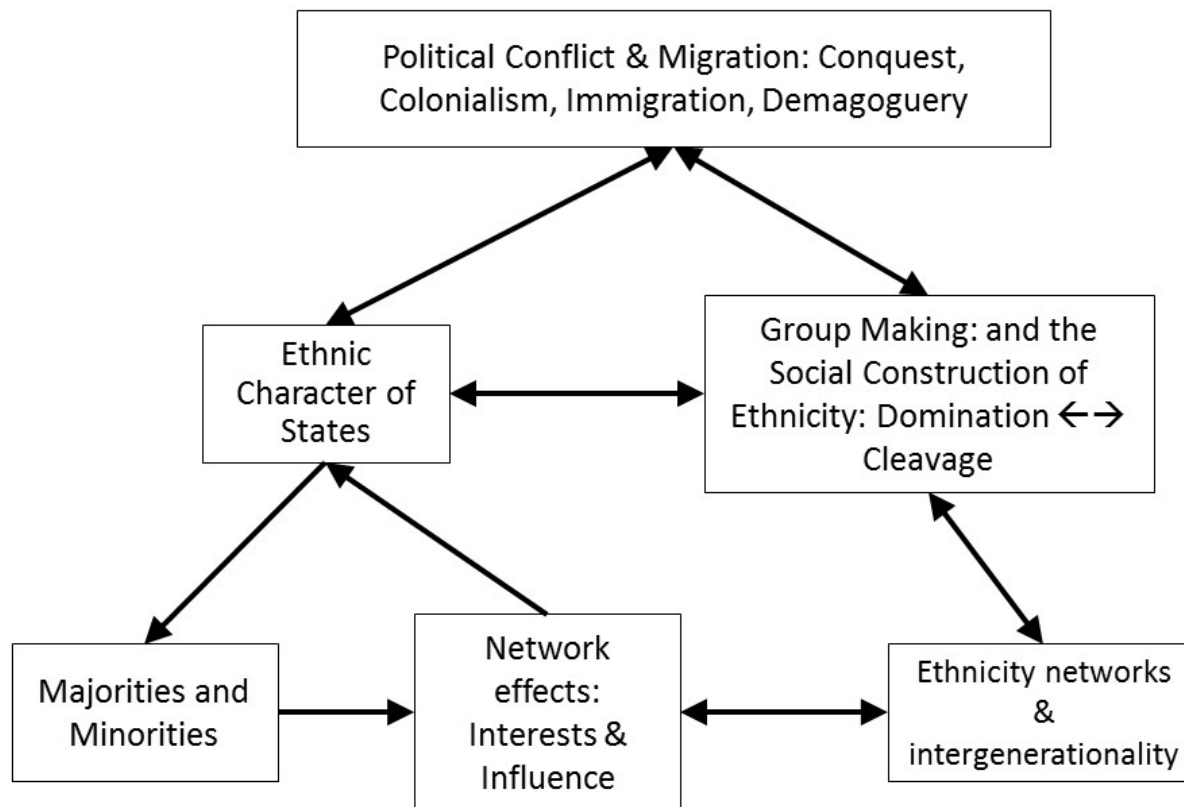 Political Conflict & Migration: Conquest,
Colonialism, Immigration, Demagoguery
Ethnic
Character of
States
Group Making: and the
Social Construction of
Ethnicity: Domination ←→
Cleavage
Majorities and
Minorities
Network
effects:
Interests &
Influence
Ethnicity networks
&
intergenerationality